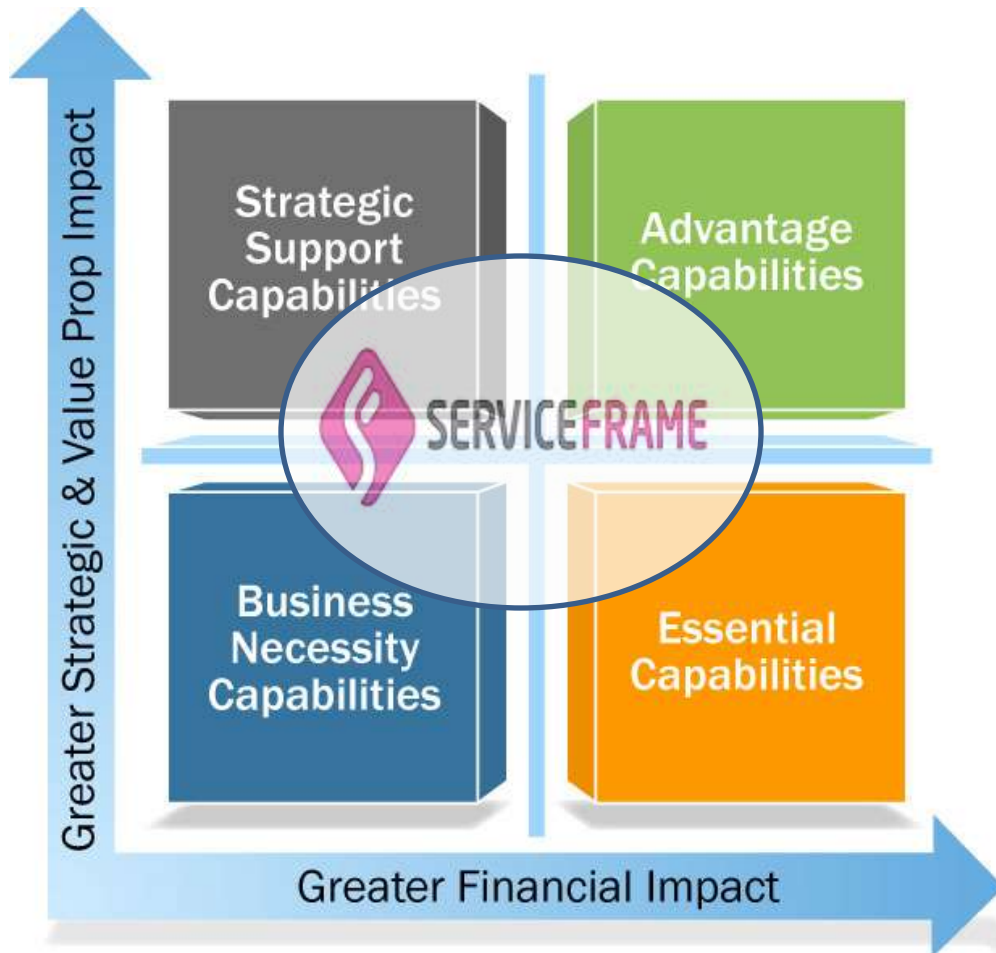 Greater Strategic & Value Prop Impact
Strategic
Support
Capabilities
Advantage
Capabilities
SERVICEFRAME
Business
Necessity
Capabilities
Essential
Capabilities
Greater Financial Impact